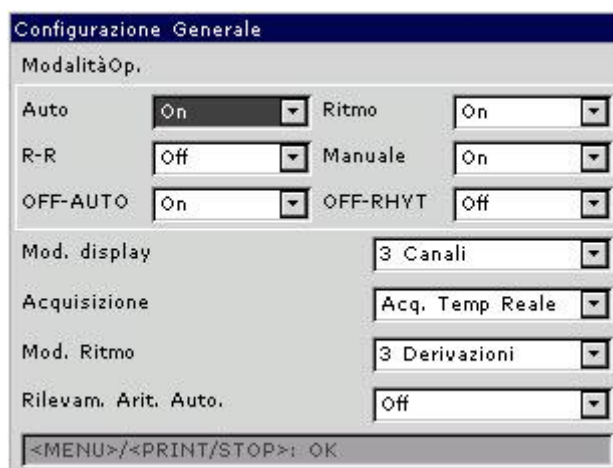 Configurazione Generale
ModalitàOp.
Auto On Ritmo On
R-R Off Manuale On
OFF-AUTO On OFF-RHYT Off
Mod. display 3 Canali
Acquisizione Acq. Temp Reale
Mod. Ritmo 3 Derivazioni
Rilevam. Arit. Auto. Off
<MENU>/<PRINT/STOP>: OK